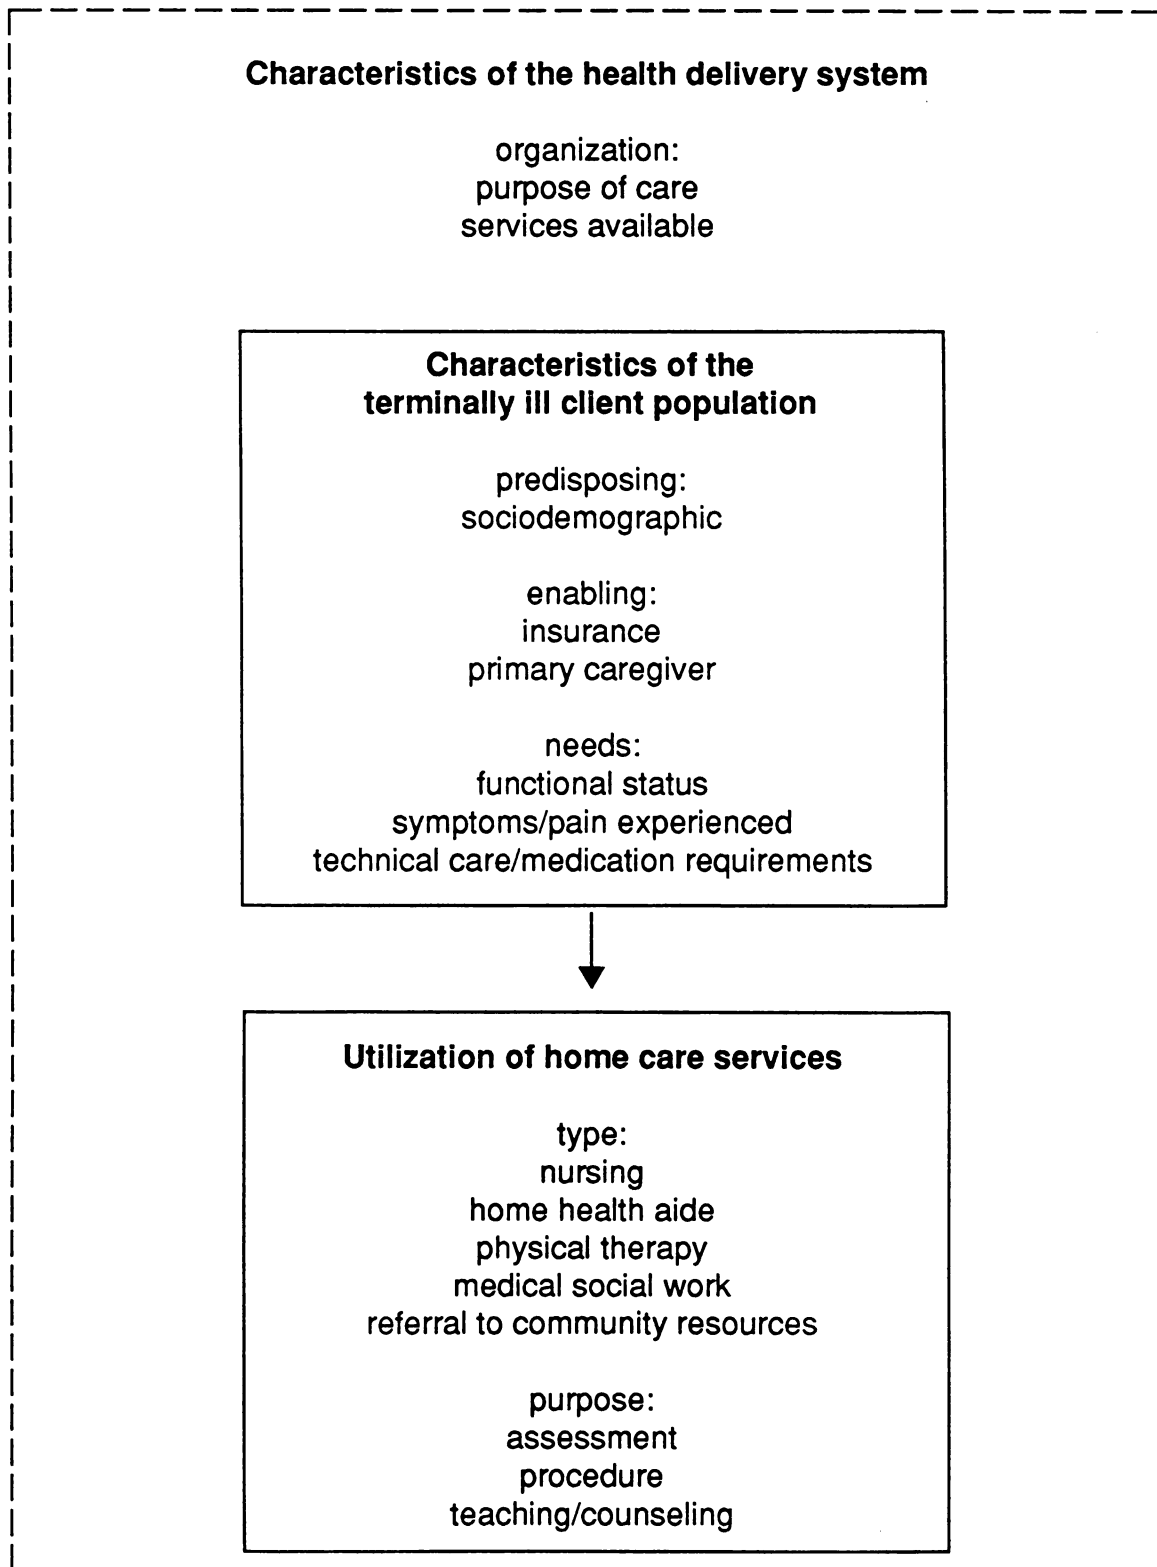 Characteristics of the health delivery system
organization:
purpose of care
services available
Characteristics of the
terminally ill client population
predisposing:
sociodemographic
enabling:
insurance
primary caregiver
needs:
functional status
symptoms/pain experienced
technical care/medication requirements
Utilization of home care services
type:
nursing
home health aide
physical therapy
medical social work
referral to community resources
purpose:
assessment
procedure
teaching/counseling